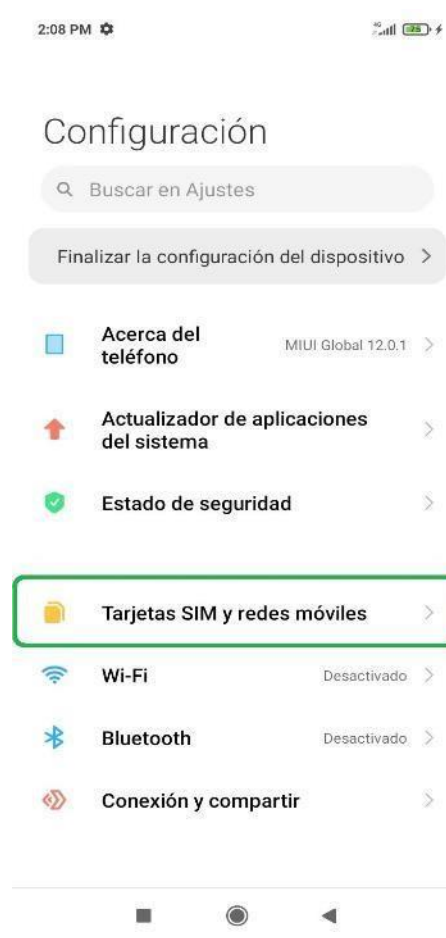 2:08 PM
4G 75
Configuración
Buscar en Ajustes
Finalizar la configuración del dispositivo
Acerca del
teléfono
MIUI Global 12.0.1
Actualizador de aplicaciones
del sistema
Estado de seguridad
Tarjetas SIM y redes móviles
Wi-Fi
Desactivado
Bluetooth
Desactivado
Conexión y compartir